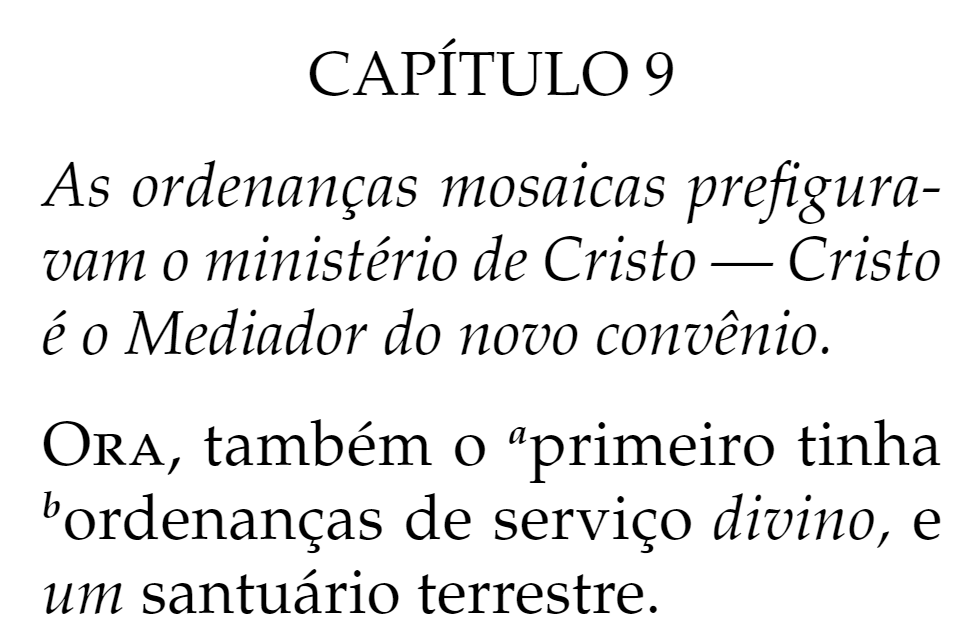 CAPÍTULO 9
As ordenanças mosaicas prefigura-
vam o ministério de Cristo — Cristo
é o Mediador do novo convênio.
ORA, também o ᵃprimeiro tinha
ᵇordenanças de serviço divino, e
um santuário terrestre.